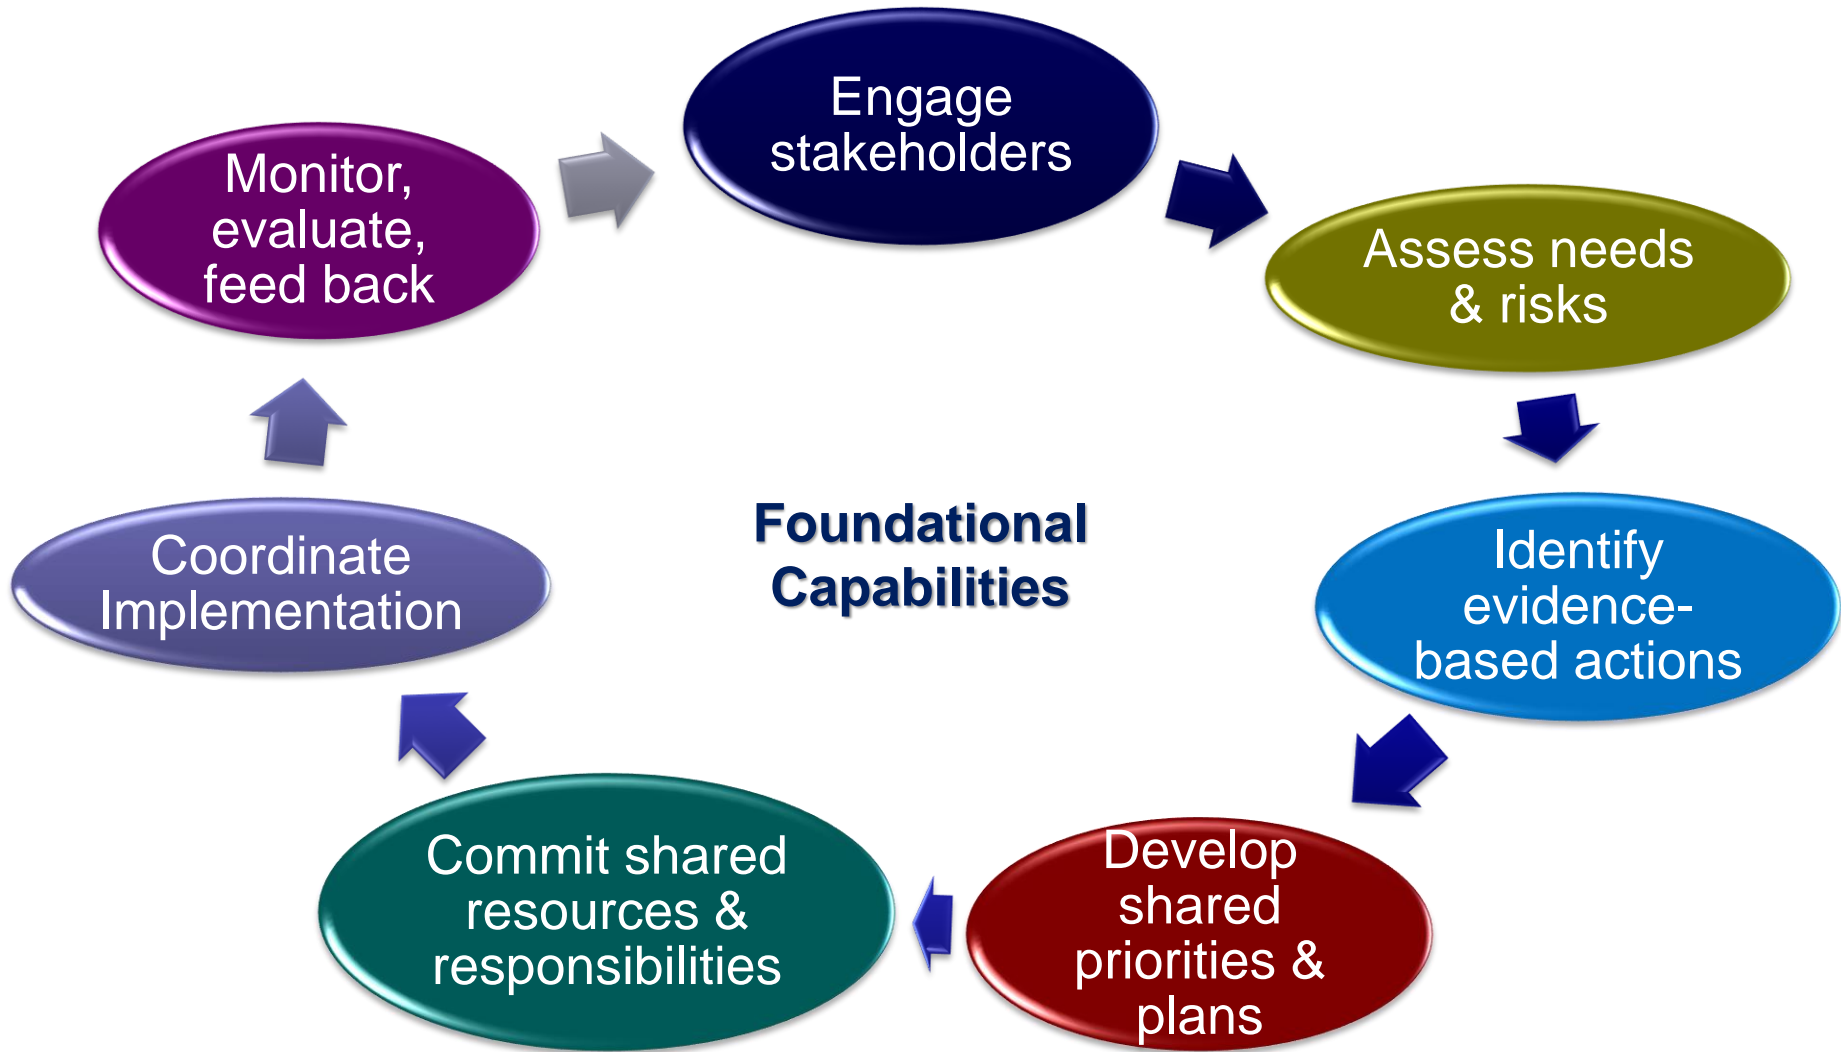 Engage
stakeholders
Assess needs
& risks
Identify
evidence-
based actions
Develop
shared
priorities &
plans
Commit shared
resources &
responsibilities
Coordinate
Implementation
Monitor,
evaluate,
feed back
Foundational
Capabilities